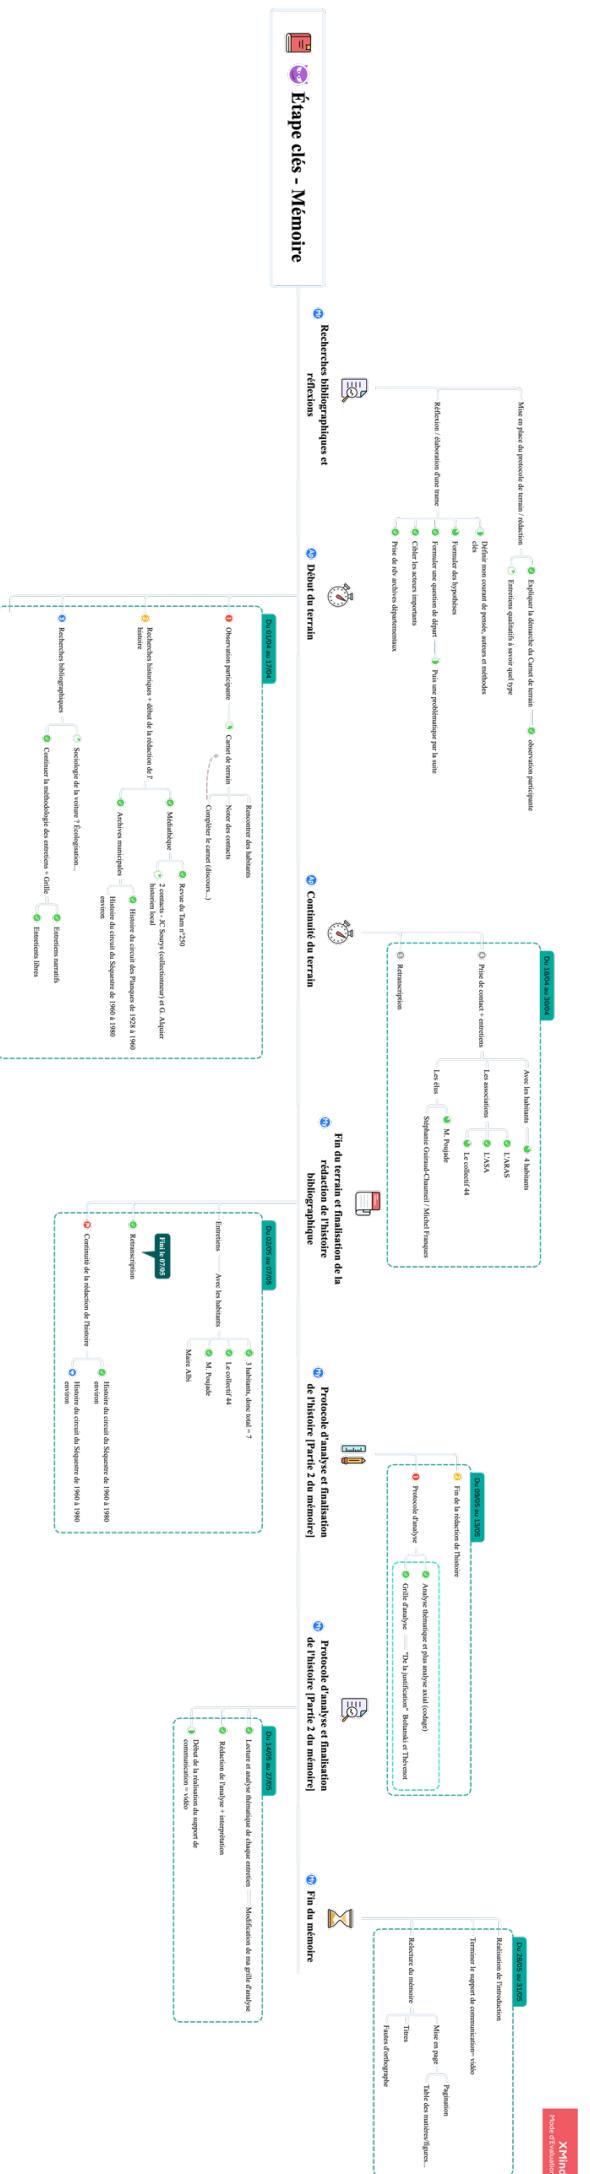 Étape clés - Mémoire
Recherches bibliographiques et
réflexions
Mise en place du protocole de terrain / rédaction
Expliquer la démarche du Carnet de terrain
observation participante
Entretiens qualitatifs à savoir quel type
Réflexion / élaboration d'une trame
Définir mon courant de pensée, auteurs et méthodes
clés
Formuler des hypothèses
Formuler une question de départ
Puis une problématique par la suite
Cibler les acteurs importants
Prise de rdv archives départementaux
Début du terrain
Du 01/04 au 17/04
Observation participante
Carnet de terrain
Rencontrer des habitants
Noter des contacts
Compléter le carnet (discours...)
Recherches historiques + début de la rédaction de l'
histoire
Médiathèque
Revue du Tarn n°250
2 contacts - JC Sourys (collectionneur) et G. Alquier
historien local
Archives municipales
Histoire du circuit des Planques de 1928 à 1960
Histoire du circuit du Séquestre de 1960 à 1980
environ
Recherches bibliographiques
Sociologie de la voiture ? Écologisation...
Continuer la méthodologie des entretiens + Grille
Entretiens narratifs
Entretients libres
Continuité du terrain
Du 18/04 au 30/04
Prise de contact + entretiens
Avec les habitants
4 habitants
Les associations
L'ARAS
L'ASA
Le collectif 44
Les élus
M. Poujade
Stéphanie Guiraud-Chaumeil / Michel Franques
Retranscription
Fin du terrain et finalisation de la
rédaction de l'histoire
bibliographique
Du 02/05 au 07/05
Entretiens
Avec les habitants
3 habitants, donc total = 7
Le collectif 44
M. Poujade
Maire Albi
Fini le 07/05
Retranscription
Continuité de la rédaction de l'histoire
Histoire du circuit du Séquestre de 1960 à 1980
environ
Histoire du circuit du Séquestre de 1960 à 1980
environ
Protocole d'analyse et finalisation
de l'histoire [Partie 2 du mémoire]
Du 09/05 au 13/05
Fin de la rédaction de l'histoire
Protocole d'analyse
Analyse thématique et plus analyse axial (codage)
Grille d'analyse
"De la justification" Boltanski et Thévenot
Protocole d'analyse et finalisation
de l'histoire [Partie 2 du mémoire]
Du 14/05 au 27/05
Lecture et analyse thématique de chaque entretien
Modification de ma grille d'analyse
Rédaction de l'analyse + interprétation
Début de la réalisation du support de
communication = vidéo
Fin du mémoire
Du 28/05 au 31/05
Réalisation de l'introduction
Terminer le support de communication= vidéo
Relecture du mémoire
Mise en page
Pagination
Table des matières/figures...
Titres
Fautes d'orthographe
XMind
Mode d'Évaluation